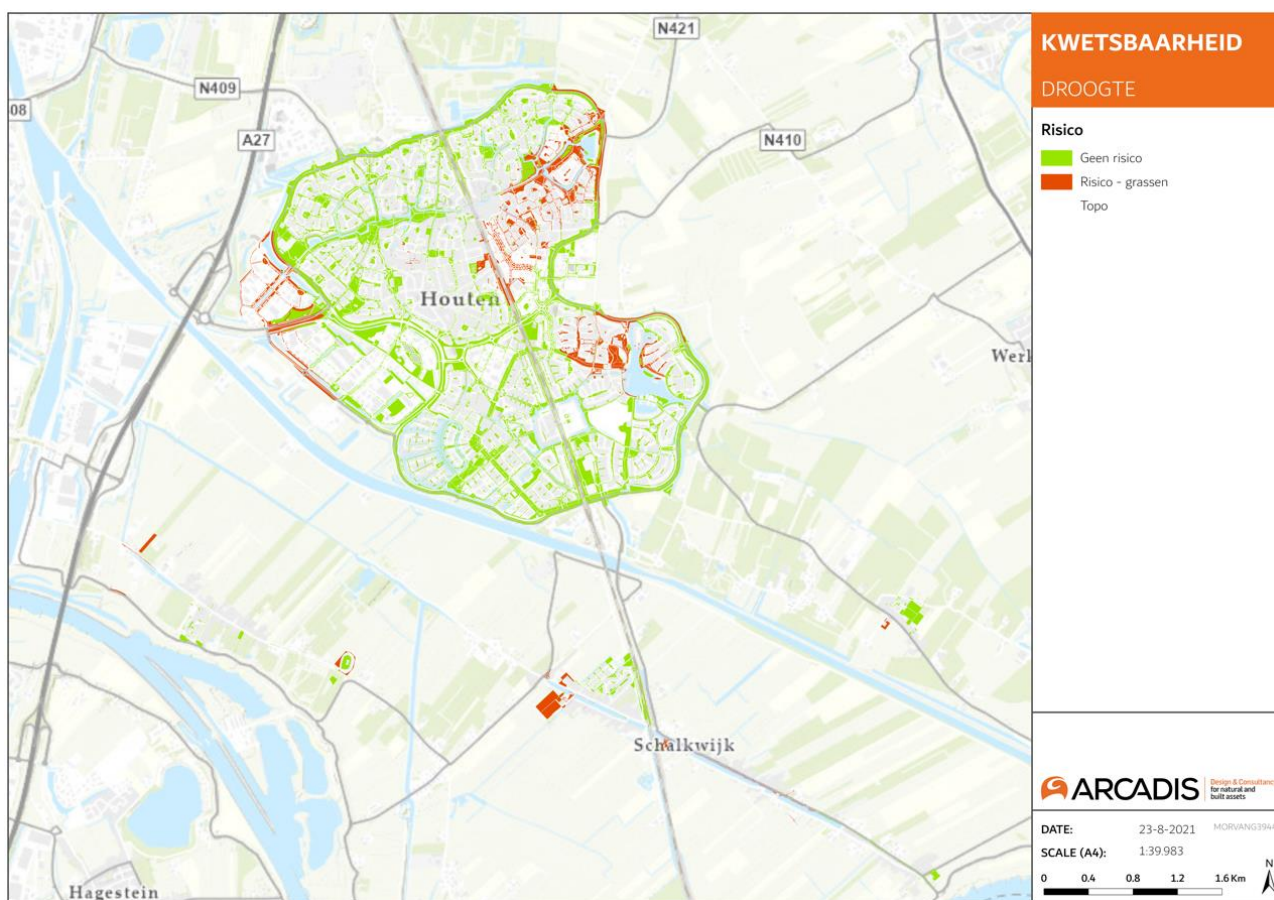 N421
N409
08
A27
N410
Houten
Werk
Schalkwijk
Hagestein
KWETSBAARHEID
DROOGTE
Risico
Geen risico
Risico - grassen
Topo
ARCADIS
Design & Consultancy
for natural and
built assets
DATE: 23-8-2021 MORVANG394
SCALE (A4): 1:39.983
N
0 0.4 0.8 1.2 1.6 Km